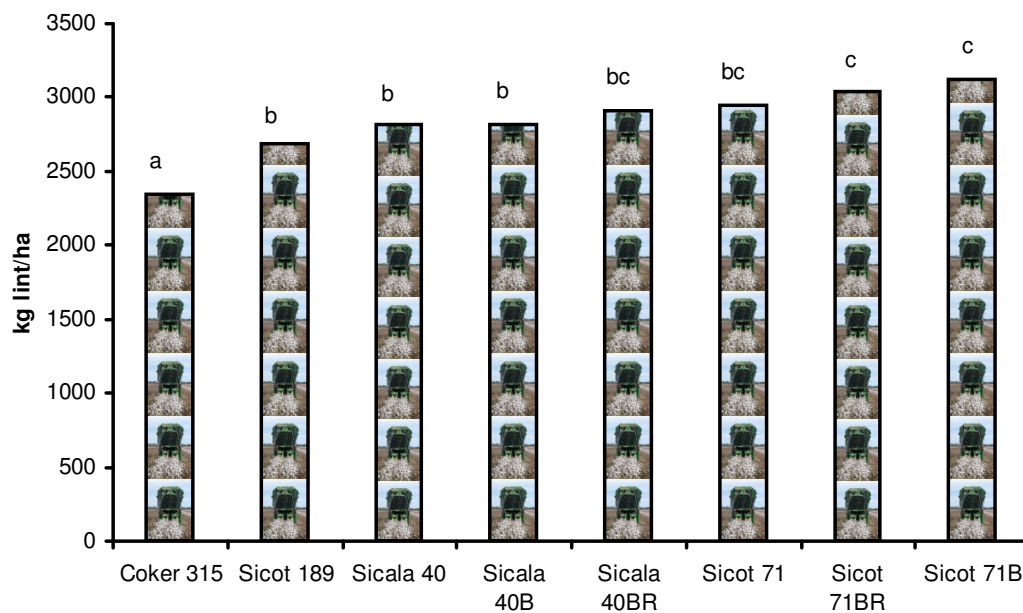 3500
3000
2500
2000
1500
1000
500
0
kg lint/ha
a
b
b
b
bc
bc
c
c
Coker 315
Sicot 189
Sicala 40
Sicala
40B
Sicala
40BR
Sicot 71
Sicot
71BR
Sicot 71B